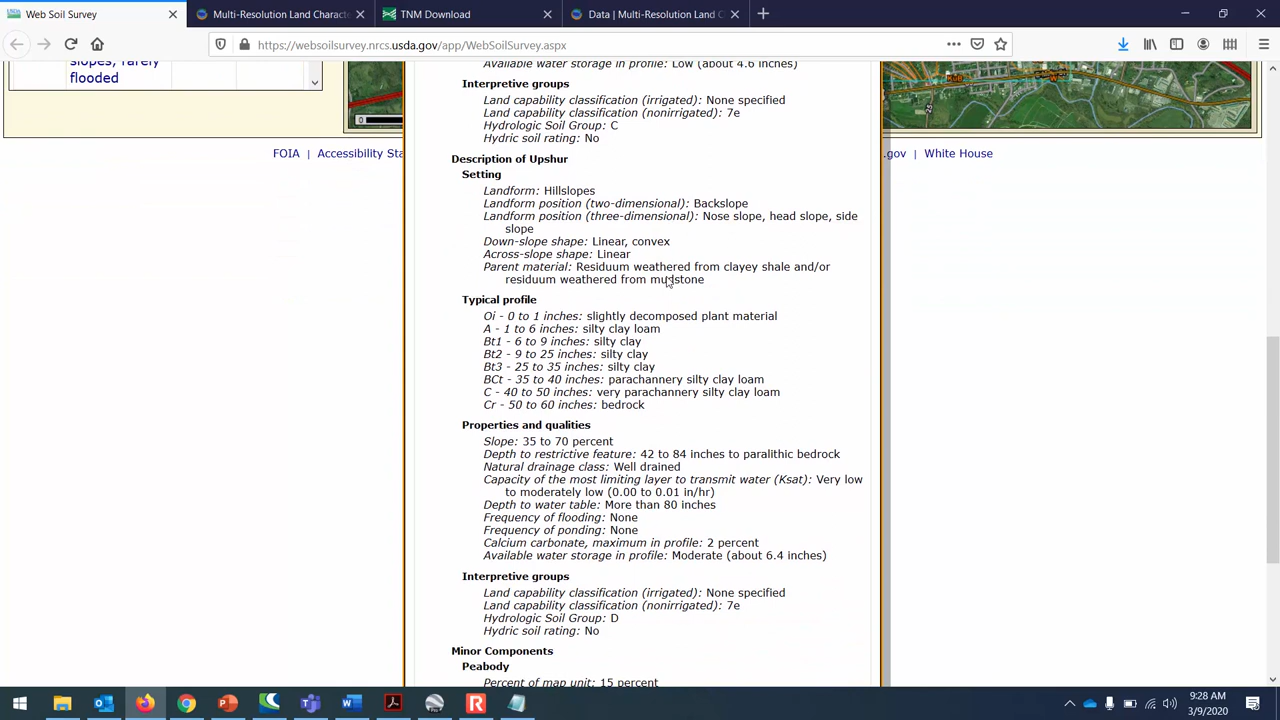 Web Soil Survey
Multi-Resolution Land Charact
TNM Download
Data | Multi-Resolution Land C
https://websoilsurvey.nrcs.usda.gov/app/WebSoilSurvey.aspx
slopes, rarely
flooded
Available water storage in profile: Low (about 4.6 inches)
Interpretive groups
Land capability classification (irrigated): None specified
Land capability classification (nonirrigated): 7e
Hydrologic Soil Group: C
Hydric soil rating: No
FOIA | Accessibility Sta
.gov | White House
Description of Upshur
Setting
Landform: Hillslopes
Landform position (two-dimensional): Backslope
Landform position (three-dimensional): Nose slope, head slope, side
slope
Down-slope shape: Linear, convex
Across-slope shape: Linear
Parent material: Residuum weathered from clayey shale and/or
residuum weathered from mudstone
Typical profile
Oi - 0 to 1 inches: slightly decomposed plant material
A - 1 to 6 inches: silty clay loam
Bt1 - 6 to 9 inches: silty clay
Bt2 - 9 to 25 inches: silty clay
Bt3 - 25 to 35 inches: silty clay
BCt - 35 to 40 inches: parachannery silty clay loam
C - 40 to 50 inches: very parachannery silty clay loam
Cr - 50 to 60 inches: bedrock
Properties and qualities
Slope: 35 to 70 percent
Depth to restrictive feature: 42 to 84 inches to paralithic bedrock
Natural drainage class: Well drained
Capacity of the most limiting layer to transmit water (Ksat): Very low
to moderately low (0.00 to 0.01 in/hr)
Depth to water table: More than 80 inches
Frequency of flooding: None
Frequency of ponding: None
Calcium carbonate, maximum in profile: 2 percent
Available water storage in profile: Moderate (about 6.4 inches)
Interpretive groups
Land capability classification (irrigated): None specified
Land capability classification (nonirrigated): 7e
Hydrologic Soil Group: D
Hydric soil rating: No
Minor Components
Peabody
Percent of map unit: 15 percent
9:28 AM
3/9/2020